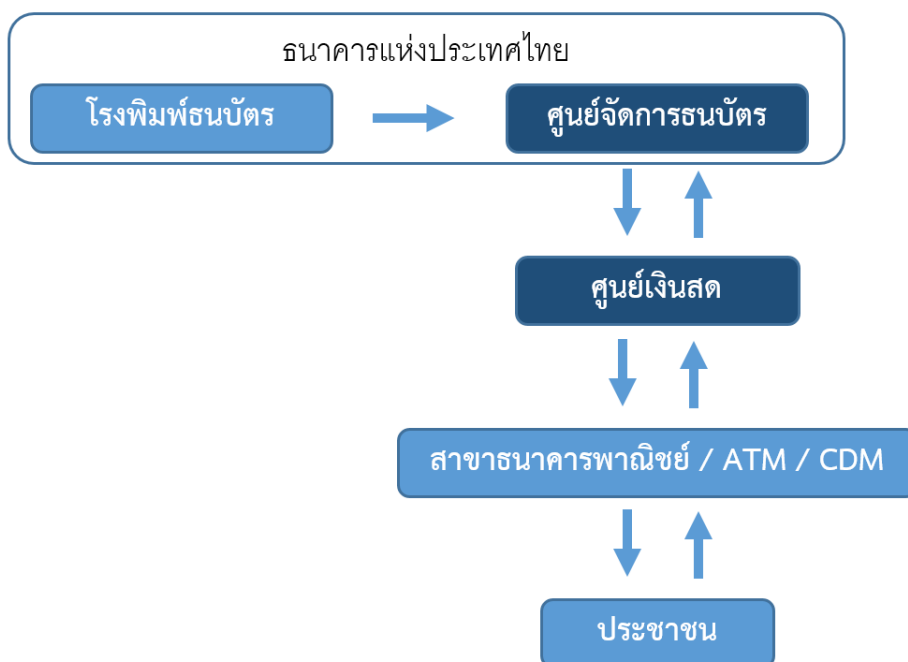 ธนาคารแห่งประเทศไทย
โรงพิมพ์ธนบัตร
ศูนย์จัดการธนบัตร
ศูนย์เงินสด
สาขาธนาคารพาณิชย์ / ATM / CDM
ประชาชน